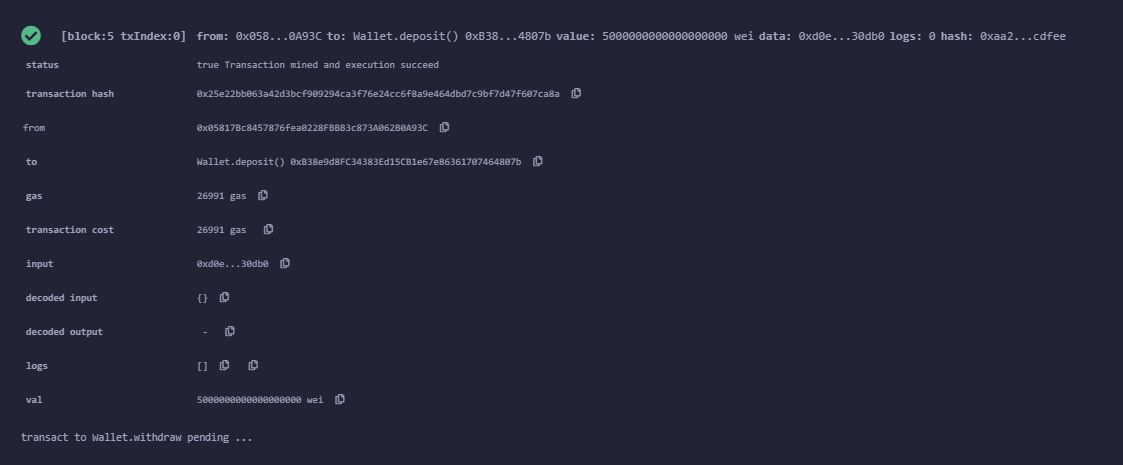 [block:5 txIndex:0] from: 0x058...0A93C to: Wallet.deposit() 0xB38...4807b value: 5000000000000000000 wei data: 0xd0e...30db0 logs: 0 hash: 0xaa2...cdfee
status true Transaction mined and execution succeed
transaction hash 0x25e22bb063a42d3bcf909294ca3f76e24cc6f8a9e464dbd7c9bf7d47f607ca8a
from 0x05817Bc8457876fea0228FBBB3c873A062B0A93C
to Wallet.deposit() 0xB38e9d8FC34383Ed15CB1e67e86361707464807b
gas 26991 gas
transaction cost 26991 gas
input 0xd0e...30db0
decoded input {}
decoded output -
logs []
val 5000000000000000000 wei
transact to Wallet.withdraw pending ...